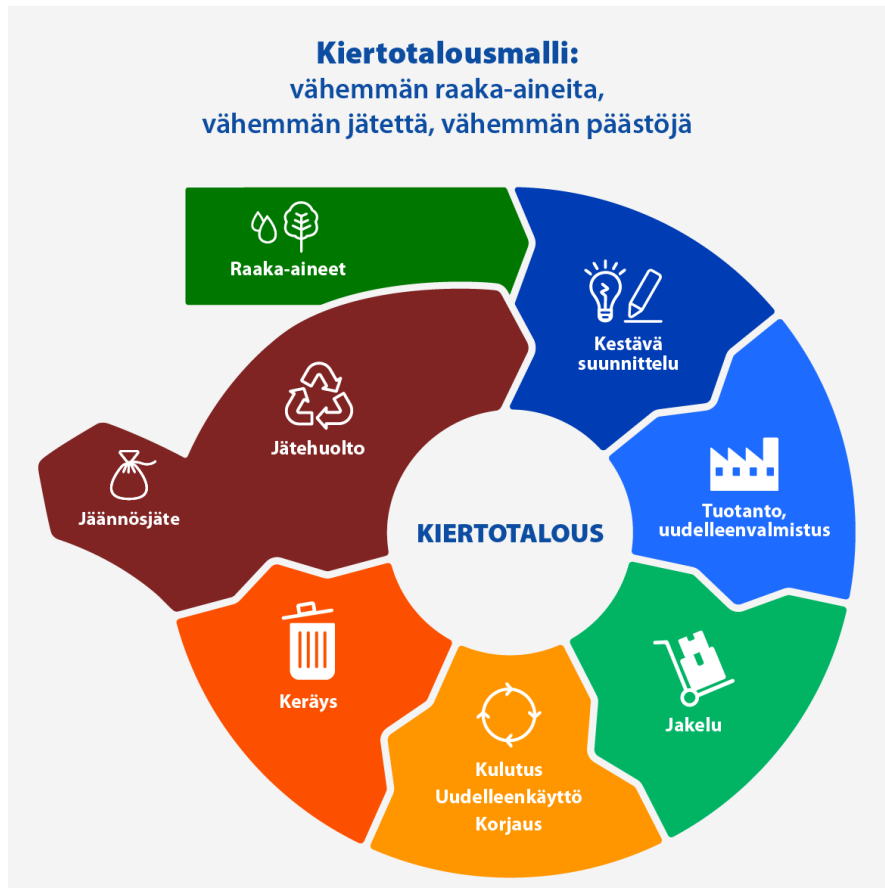 Kiertotalousmalli:
vähemmän raaka-aineita,
vähemmän jätettä, vähemmän päästöjä
Raaka-aineet
Kestävä
suunnittelu
Tuotanto,
uudelleenvalmistus
Jakelu
Kulutus
Uudelleenkäyttö
Korjaus
Keräys
Jätehuolto
Jäännösjäte
KIERTOTALOUS